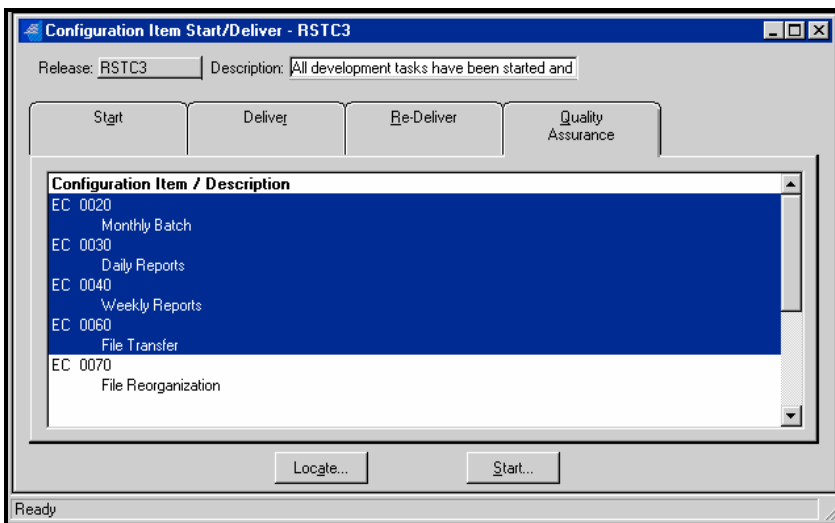 Configuration Item Start/Deliver - RSTC3
Release: RSTC3 Description: All development tasks have been started and
Start Deliver Re-Deliver Quality Assurance
Configuration Item / Description
EC 0020
Monthly Batch
EC 0030
Daily Reports
EC 0040
Weekly Reports
EC 0060
File Transfer
EC 0070
File Reorganization
Locate... Start...
Ready